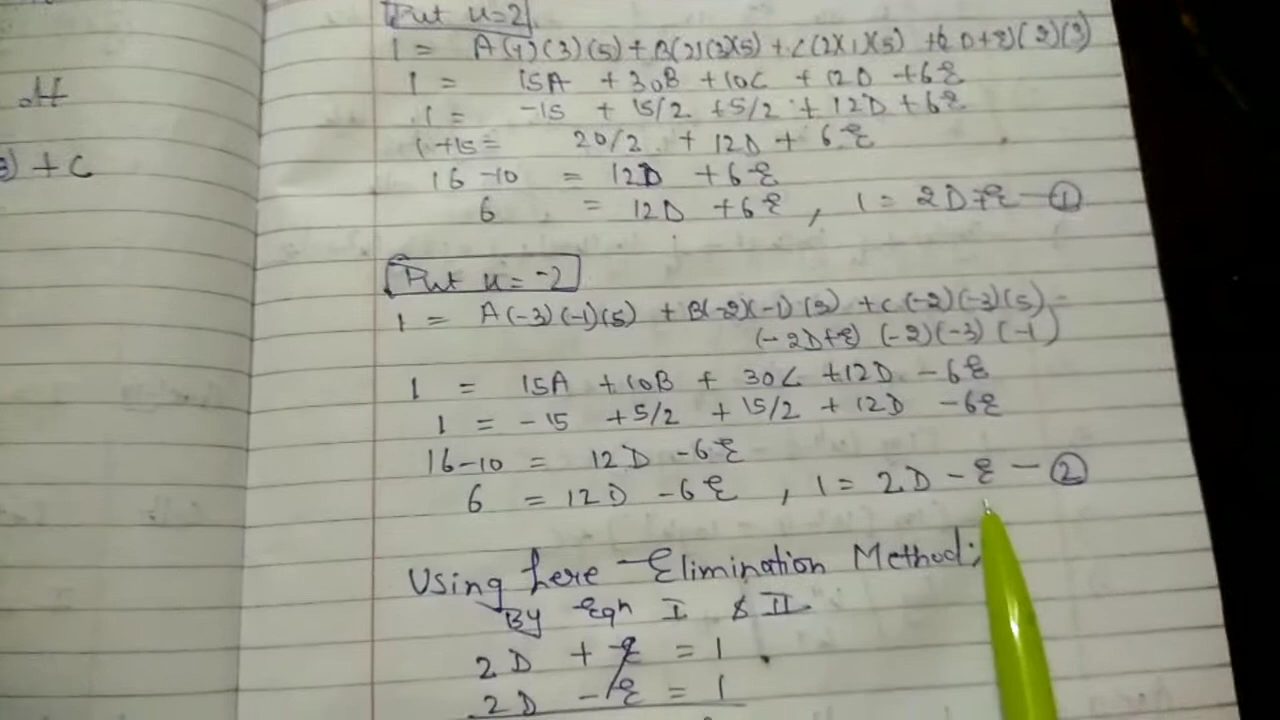 dt
) + C
Put u=2
1 = A(1)(3)(5) + B(2)(3)(5) + C(2)(1)(5) + (2D+E)(2)(3)
1 = 15A + 30B + 10C + 12D + 6E
1 = -15 + 15/2 + 5/2 + 12D + 6E
1+15 = 20/2 + 12D + 6E
16-10 = 12D + 6E
6 = 12D + 6E , 1 = 2D+E - ①
Put u = -2
1 = A(-3)(-1)(5) + B(-2)(-1)(5) + C(-2)(-3)(5)
(-2D+E) (-2)(-3)(-1)
1 = 15A + 10B + 30C + 12D - 6E
1 = -15 + 5/2 + 15/2 + 12D - 6E
16-10 = 12D - 6E
6 = 12D - 6E , 1 = 2D - E - ②
Using here Elimination Method:
By Eqn I & II
2D + E = 1
2D - E = 1